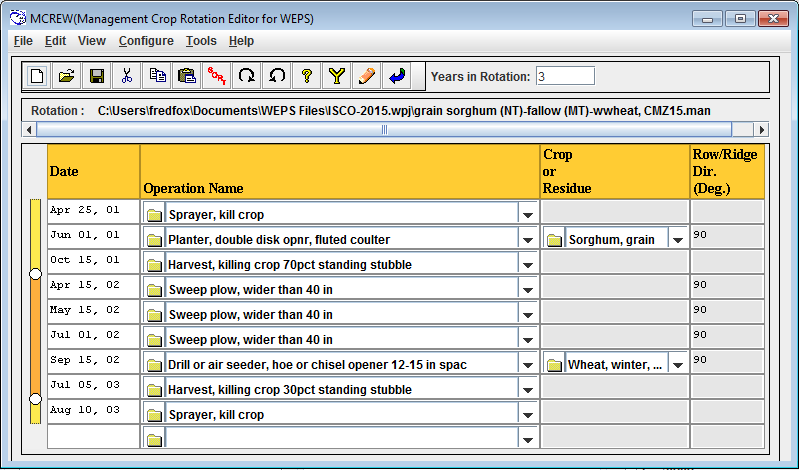 MCREW(Management Crop Rotation Editor for WEPS)
File Edit View Configure Tools Help
SORT ? Years in Rotation: 3
Rotation : C:\Users\fredfox\Documents\WEPS Files\ISCO-2015.wpj\grain sorghum (NT)-fallow (MT)-wwheat, CMZ15.man
Date Operation Name Crop or Residue Row/Ridge Dir. (Deg.)
Apr 25, 01 Sprayer, kill crop
Jun 01, 01 Planter, double disk opnr, fluted coulter Sorghum, grain 90
Oct 15, 01 Harvest, killing crop 70pct standing stubble
Apr 15, 02 Sweep plow, wider than 40 in 90
May 15, 02 Sweep plow, wider than 40 in 90
Jul 01, 02 Sweep plow, wider than 40 in 90
Sep 15, 02 Drill or air seeder, hoe or chisel opener 12-15 in spac Wheat, winter, ... 90
Jul 05, 03 Harvest, killing crop 30pct standing stubble
Aug 10, 03 Sprayer, kill crop